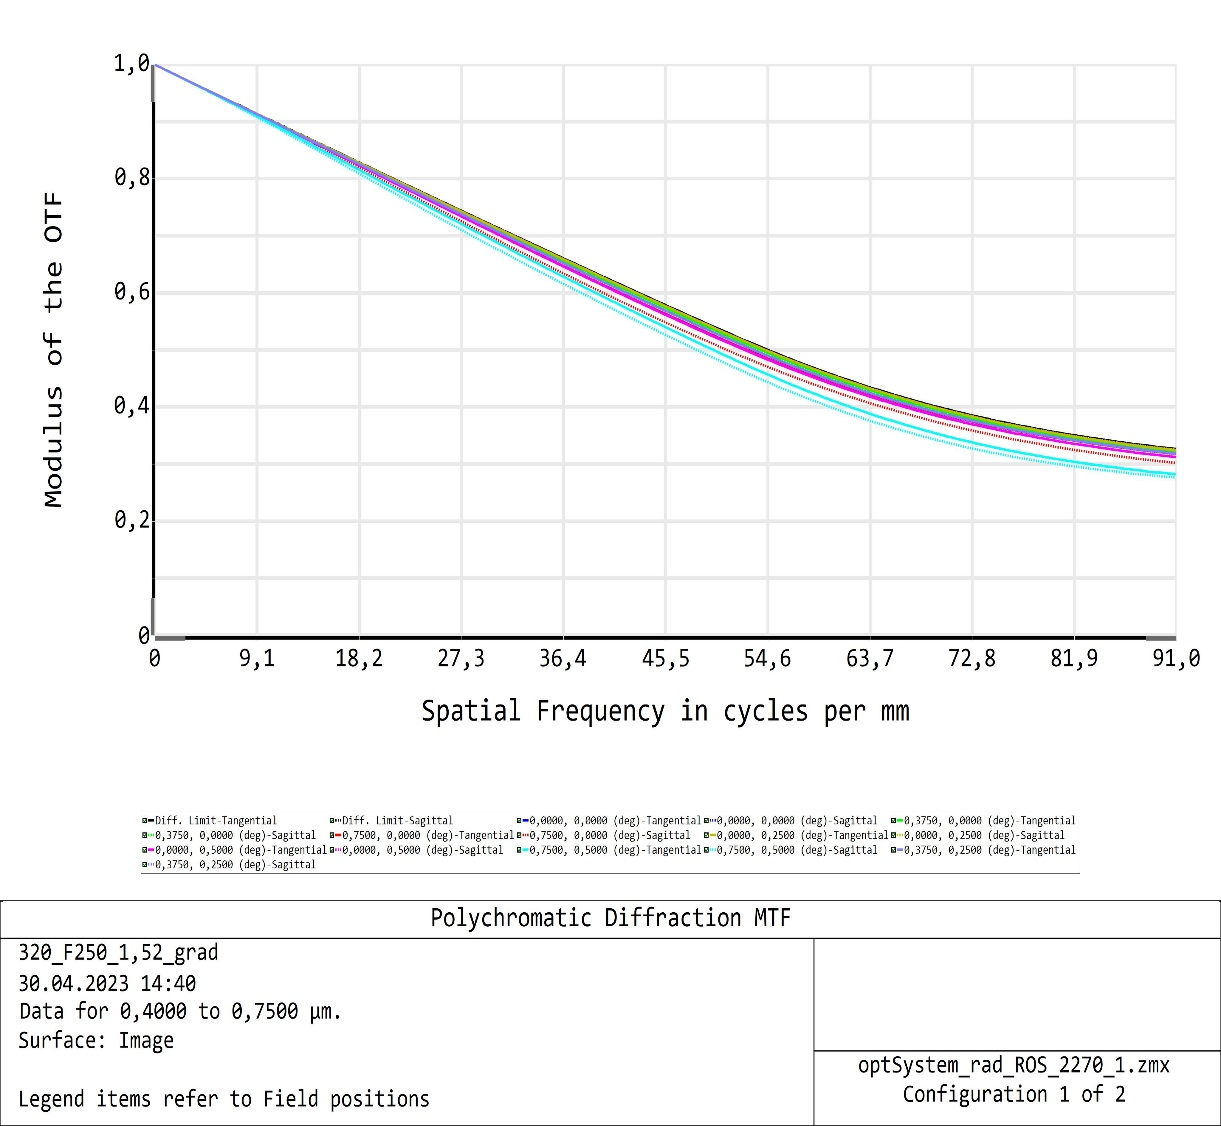 1,0
0,8
0,6
0,4
0,2
0
Modulus of the OTF
0 9,1 18,2 27,3 36,4 45,5 54,6 63,7 72,8 81,9 91,0
Spatial Frequency in cycles per mm
Diff. Limit-Tangential Diff. Limit-Sagittal 0,0000, 0,0000 (deg)-Tangential 0,0000, 0,0000 (deg)-Sagittal 0,3750, 0,0000 (deg)-Tangential
0,3750, 0,0000 (deg)-Sagittal 0,7500, 0,0000 (deg)-Tangential 0,7500, 0,0000 (deg)-Sagittal 0,0000, 0,2500 (deg)-Tangential 0,0000, 0,2500 (deg)-Sagittal
0,0000, 0,5000 (deg)-Tangential 0,0000, 0,5000 (deg)-Sagittal 0,7500, 0,5000 (deg)-Tangential 0,7500, 0,5000 (deg)-Sagittal 0,3750, 0,2500 (deg)-Tangential
0,3750, 0,2500 (deg)-Sagittal
Polychromatic Diffraction MTF
320_F250_1,52_grad
30.04.2023 14:40
Data for 0,4000 to 0,7500 µm.
Surface: Image
Legend items refer to Field positions
optSystem_rad_ROS_2270_1.zmx
Configuration 1 of 2